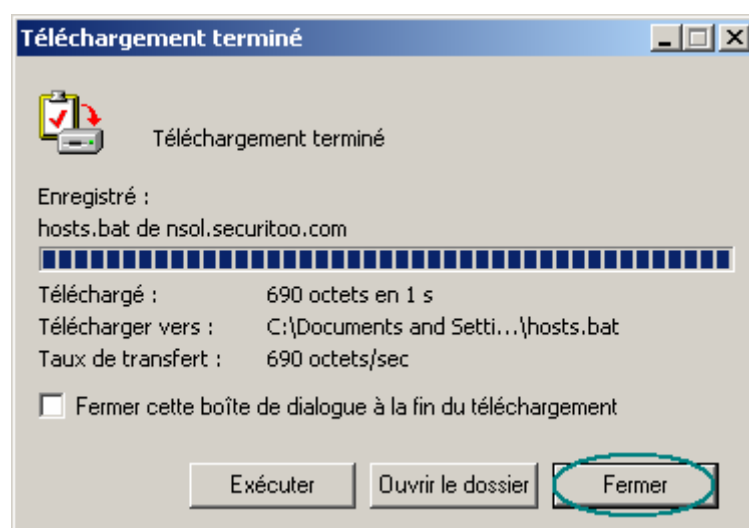 Téléchargement terminé
Téléchargement terminé
Enregistré :
hosts.bat de nsol.securitoo.com
Téléchargé : 690 octets en 1 s
Télécharger vers : C:\Documents and Setti...\hosts.bat
Taux de transfert : 690 octets/sec
Fermer cette boîte de dialogue à la fin du téléchargement
Exécuter Ouvrir le dossier Fermer